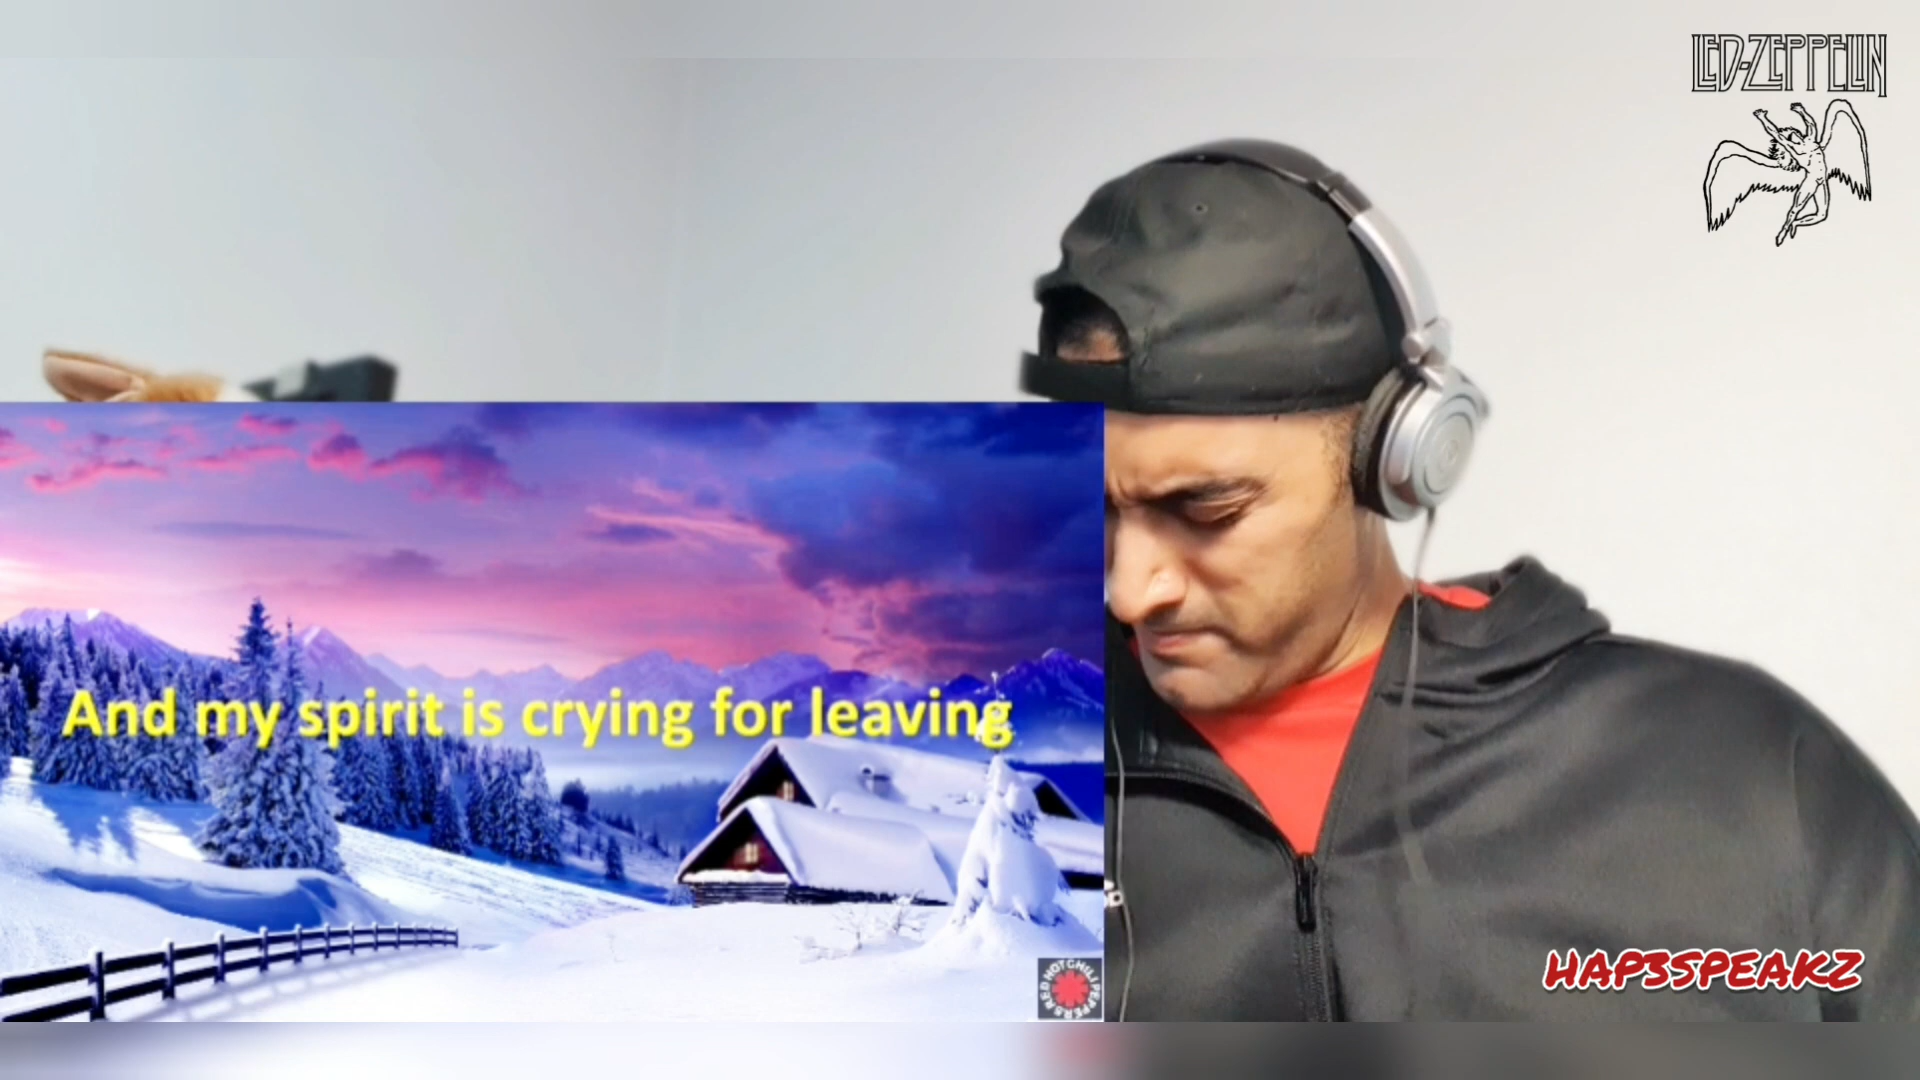 LED-ZEPPELIN
And my spirit is crying for leaving
RED HOT CHILI PEPPERS
HAP3SPEAKZ